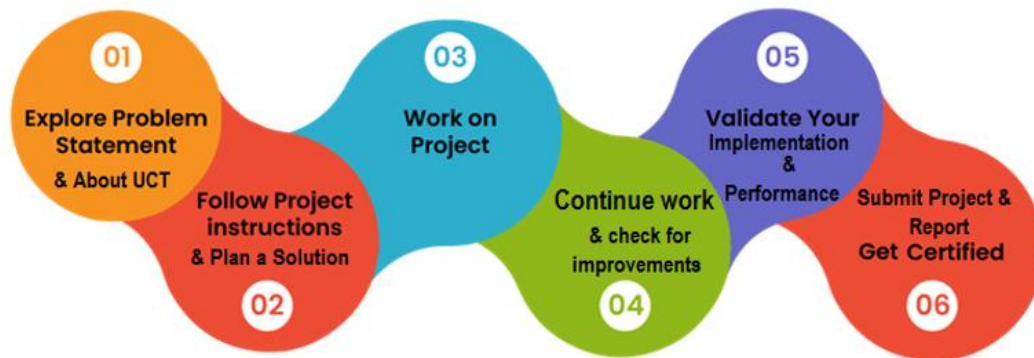 01
Explore Problem
Statement
& About UCT
Follow Project
instructions
& Plan a Solution
02
03
Work on
Project
Continue work
& check for
improvements
04
05
Validate Your
Implementation
&
Performance
Submit Project &
Report
Get Certified
06